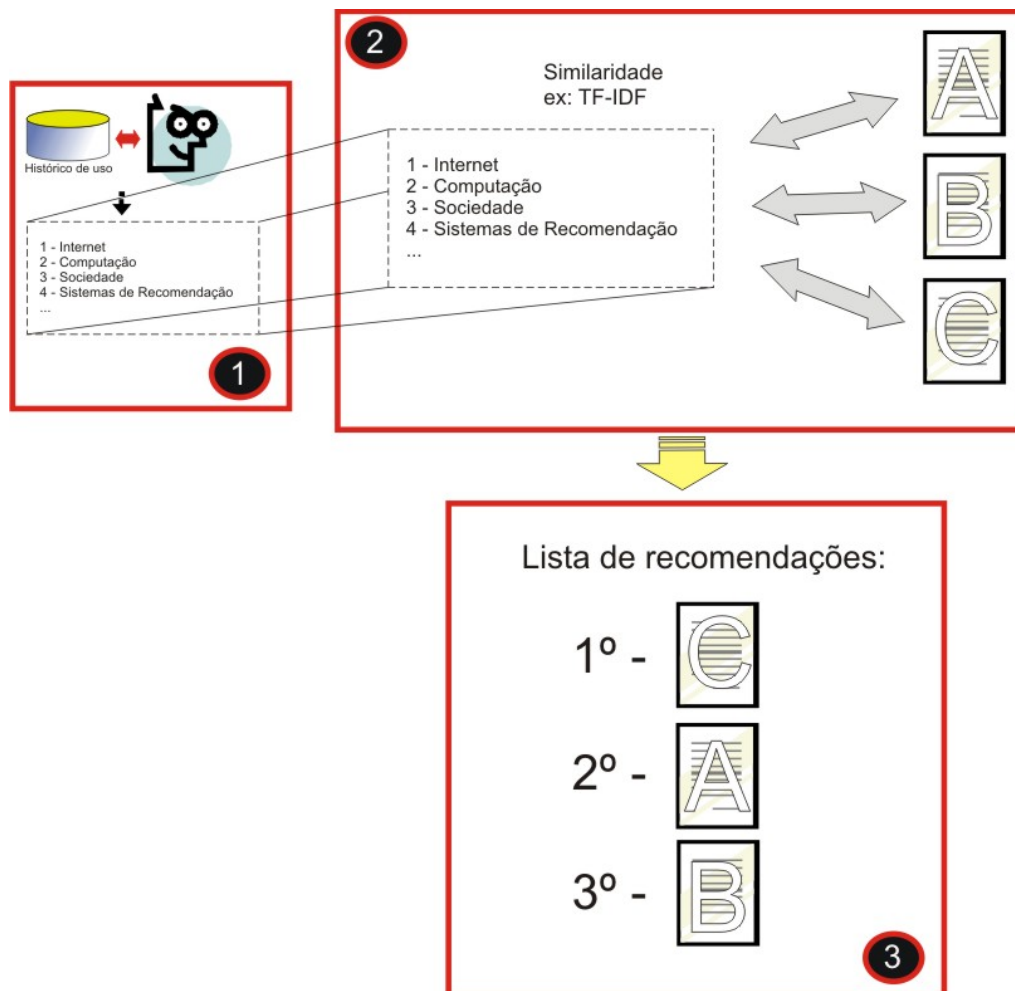 Histórico de uso
1 - Internet
2 - Computação
3 - Sociedade
4 - Sistemas de Recomendação
...
1
2
Similaridade
ex: TF-IDF
1 - Internet
2 - Computação
3 - Sociedade
4 - Sistemas de Recomendação
...
A
B
C
Lista de recomendações:
1º - C
2º - A
3º - B
3